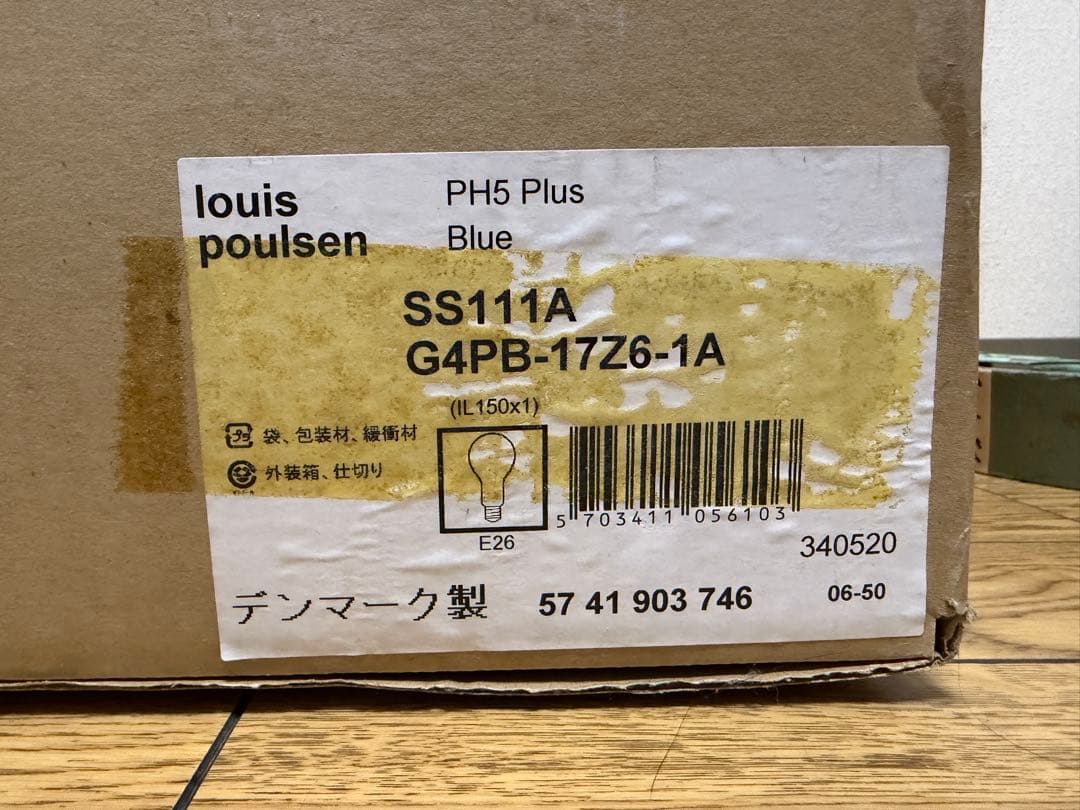 louis
poulsen
PH5 Plus
Blue
SS111A
G4PB-17Z6-1A
(IL150x1)
プラ 袋、包装材、緩衝材
外装箱、仕切り
E26
5 703411 056103
340520
デンマーク製
57 41 903 746
06-50